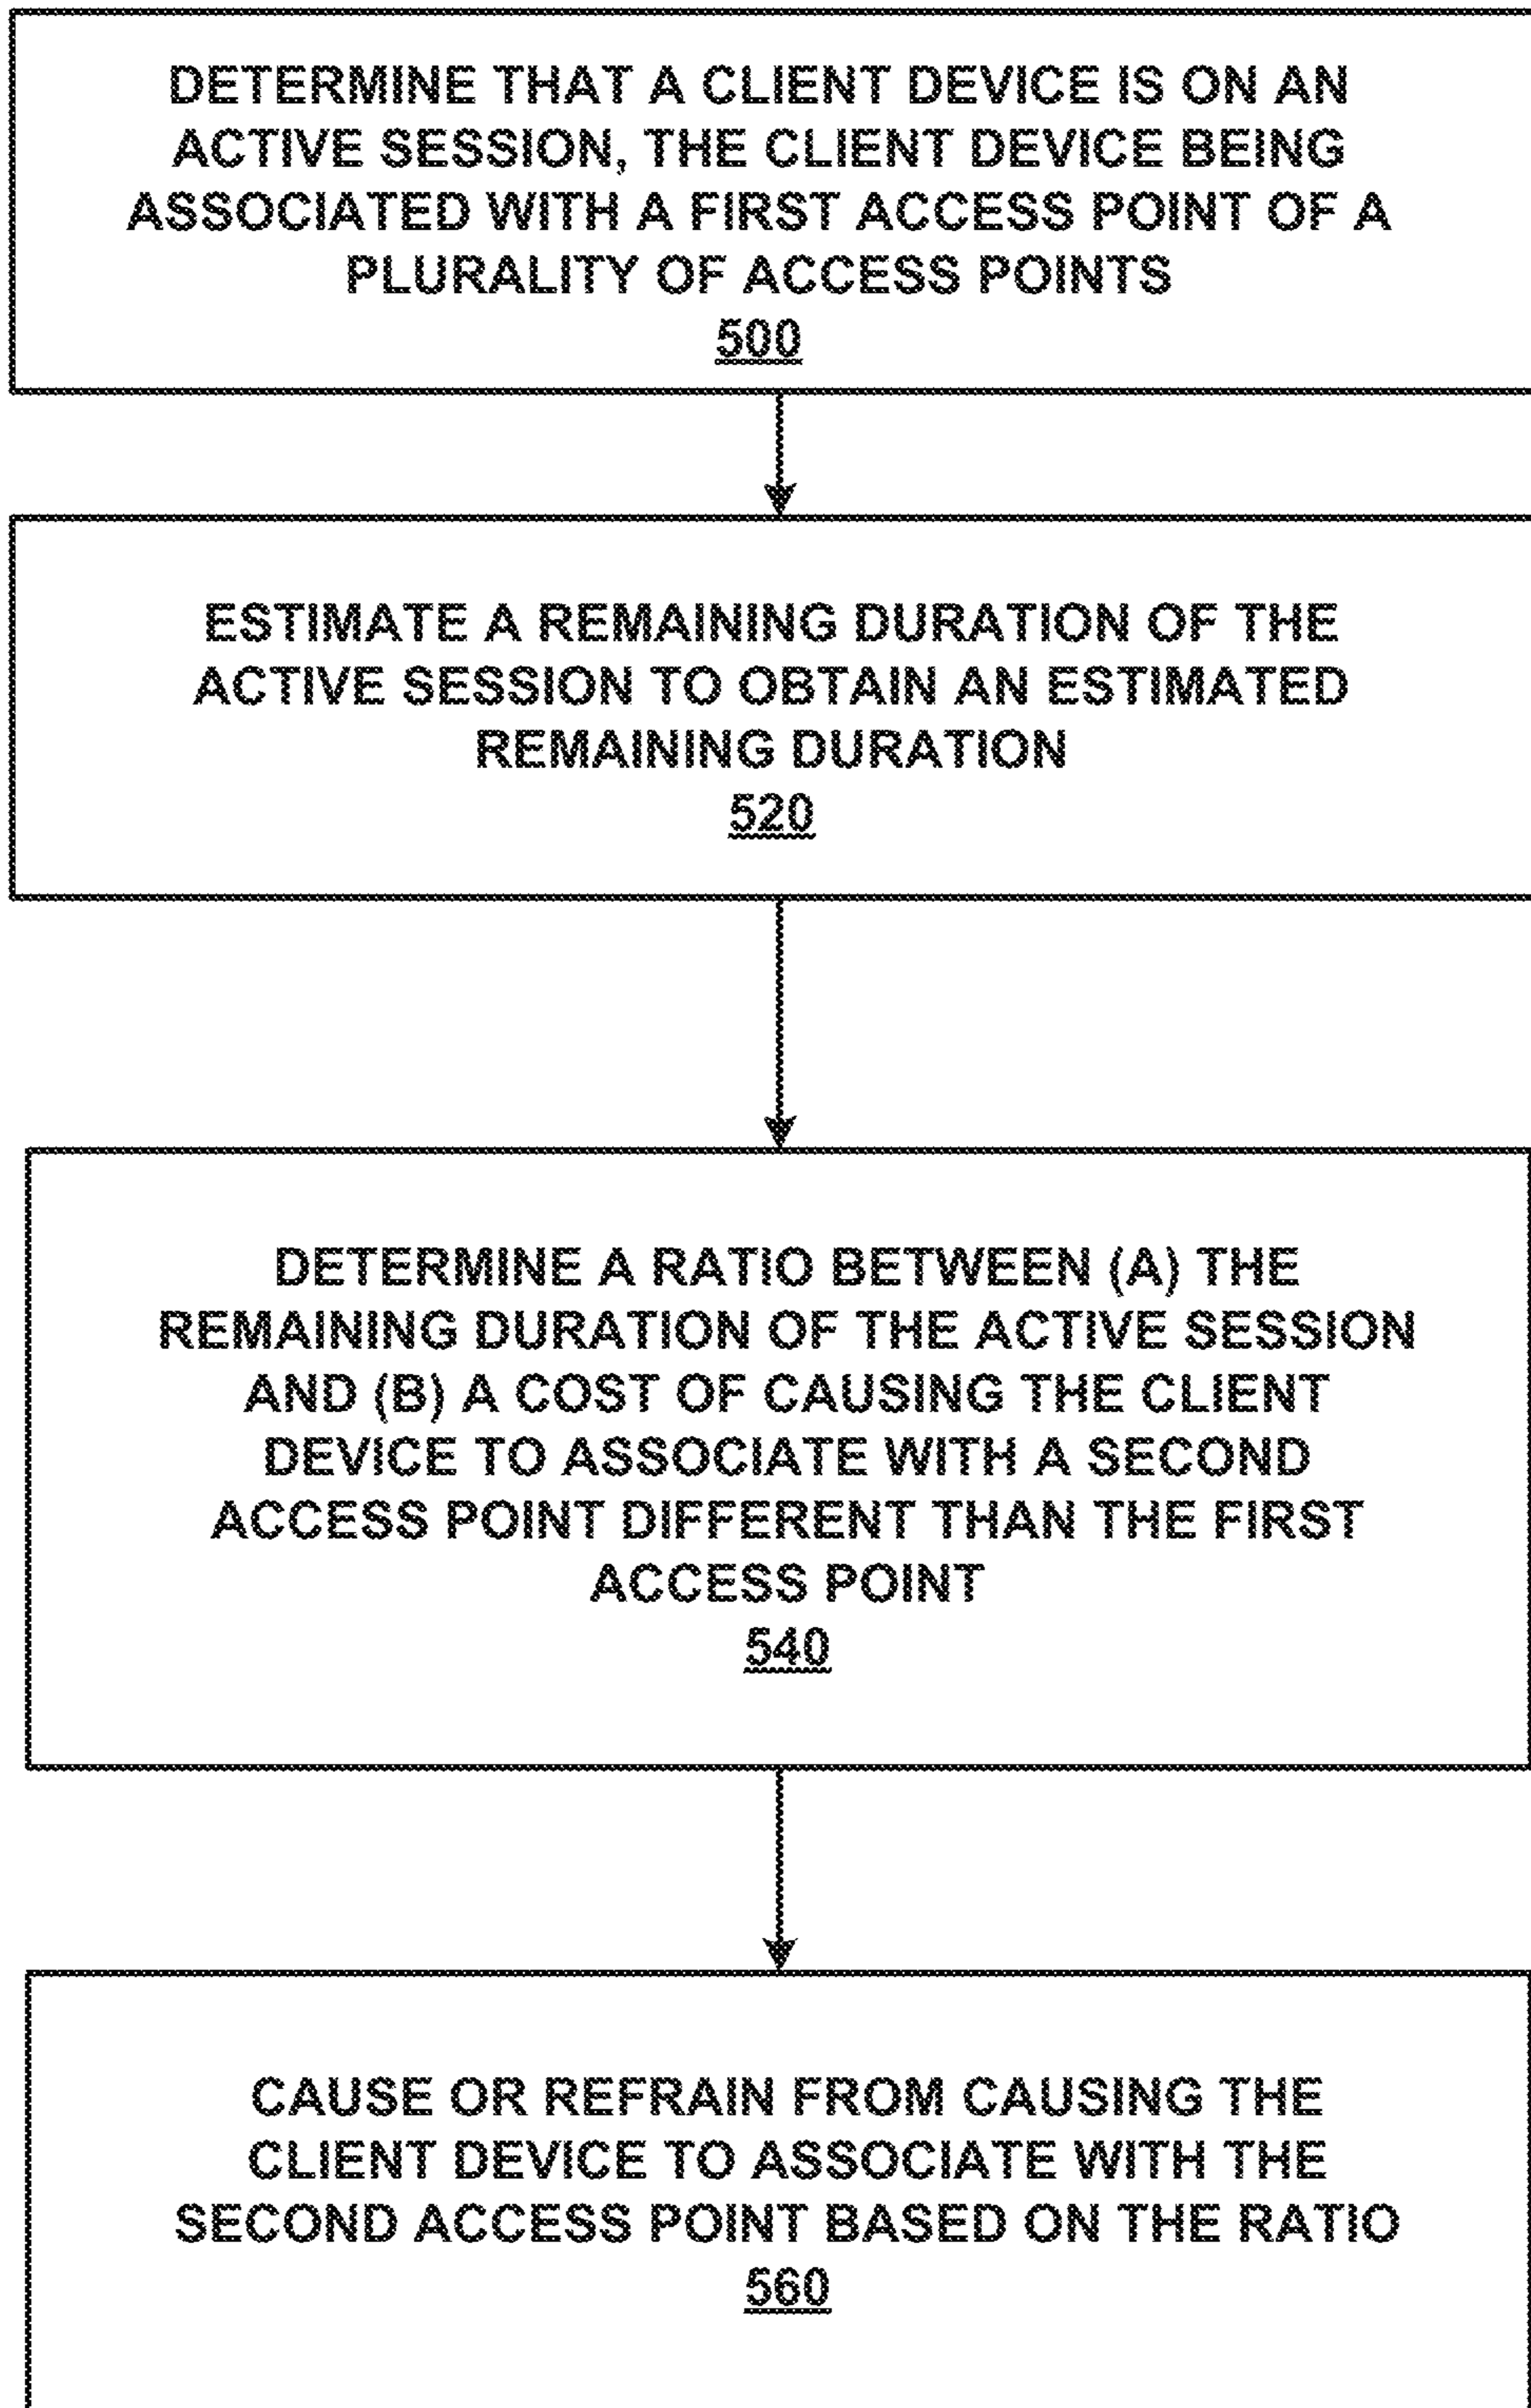 DETERMINE THAT A CLIENT DEVICE IS ON AN
ACTIVE SESSION, THE CLIENT DEVICE BEING
ASSOCIATED WITH A FIRST ACCESS POINT OF A
PLURALITY OF ACCESS POINTS
500
ESTIMATE A REMAINING DURATION OF THE
ACTIVE SESSION TO OBTAIN AN ESTIMATED
REMAINING DURATION
520
DETERMINE A RATIO BETWEEN (A) THE
REMAINING DURATION OF THE ACTIVE SESSION
AND (B) A COST OF CAUSING THE CLIENT
DEVICE TO ASSOCIATE WITH A SECOND
ACCESS POINT DIFFERENT THAN THE FIRST
ACCESS POINT
540
CAUSE OR REFRAIN FROM CAUSING THE
CLIENT DEVICE TO ASSOCIATE WITH THE
SECOND ACCESS POINT BASED ON THE RATIO
560